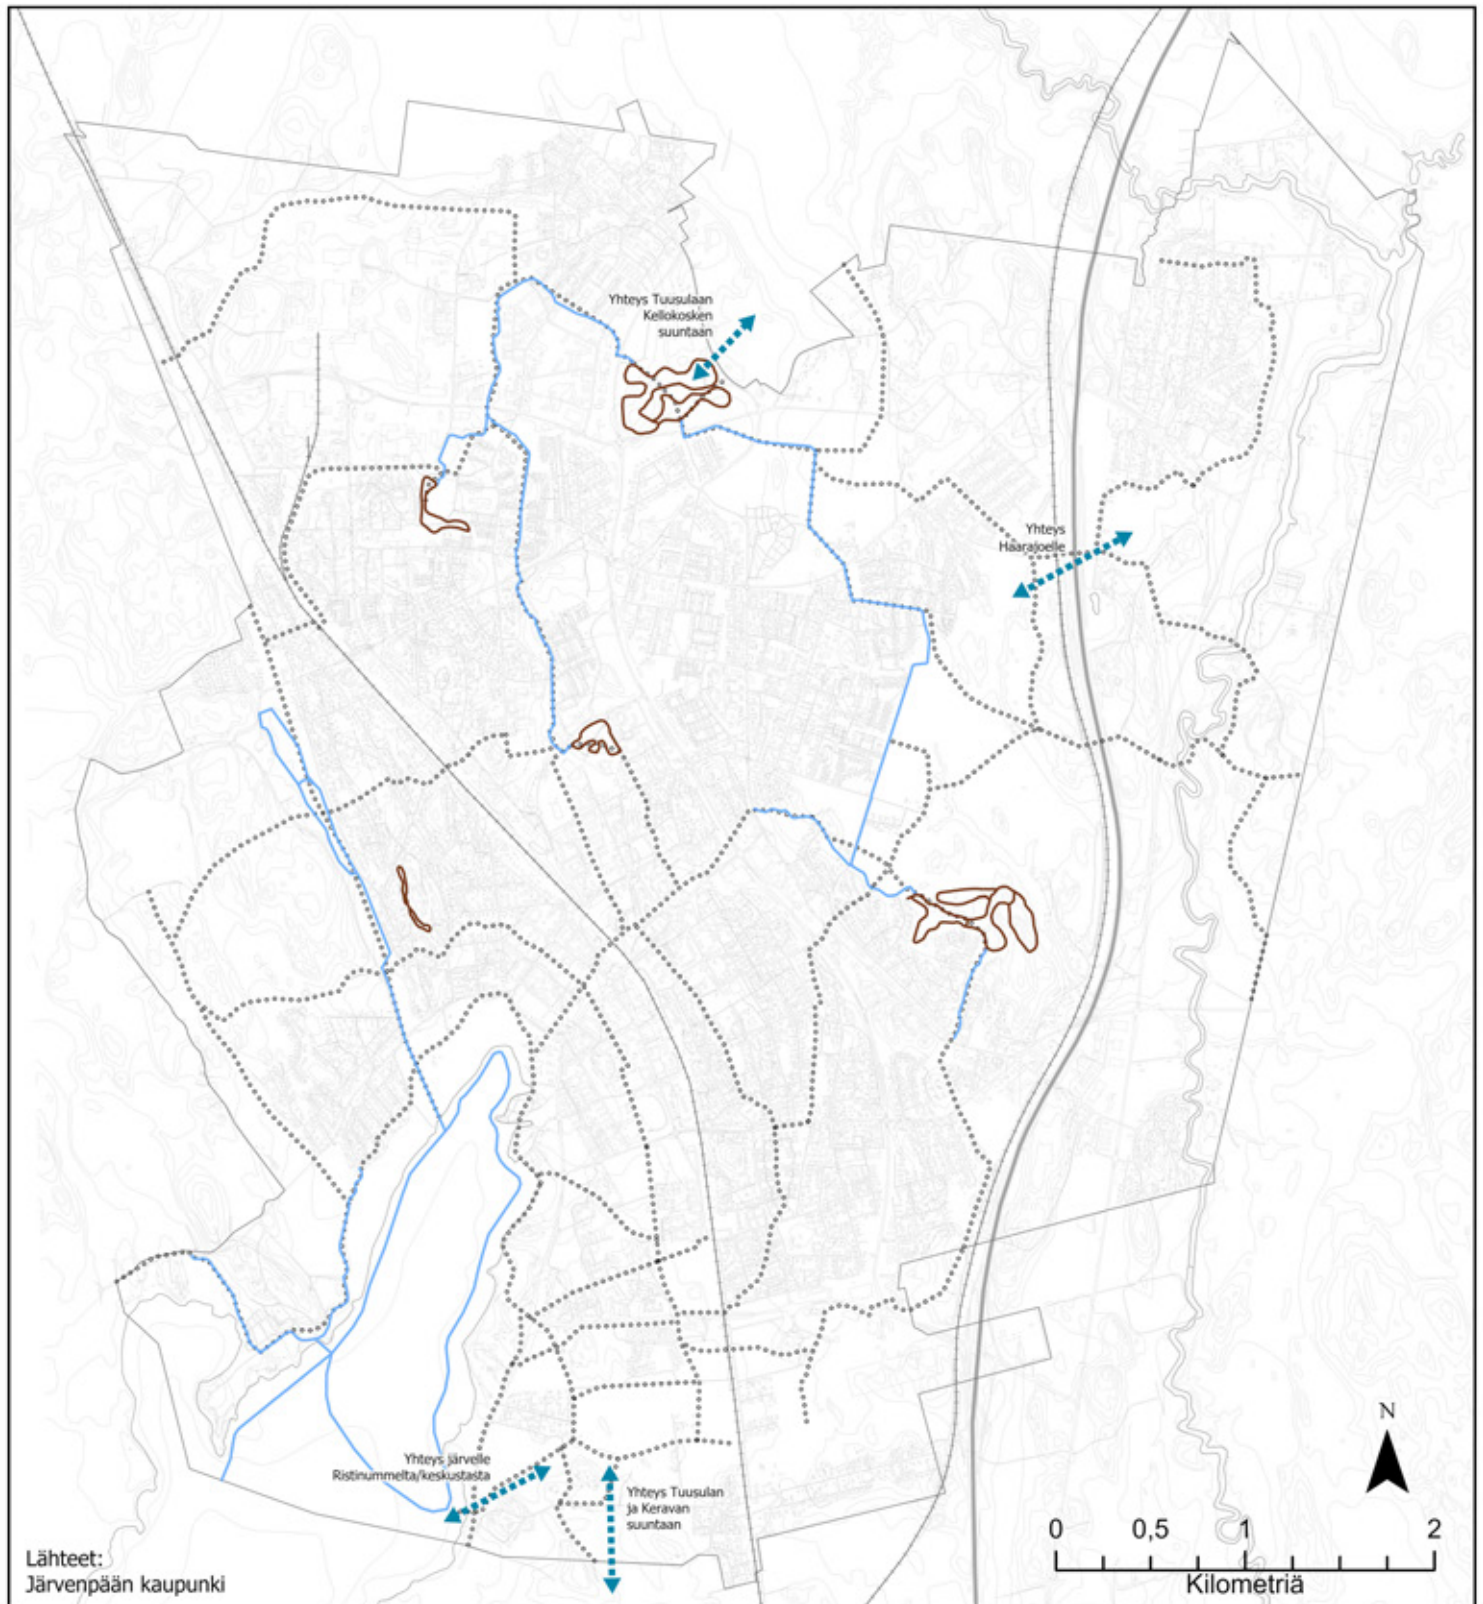 Yhteys Tuusulaan
Kellokosken
suuntaan
Yhteys
Haarajoelle
Yhteys järvelle
Ristinummelta/keskustasta
Yhteys Tuusulan
ja Keravan
suuntaan
N
0 0,5 1 2
Kilometriä
Lähteet:
Järvenpään kaupunki